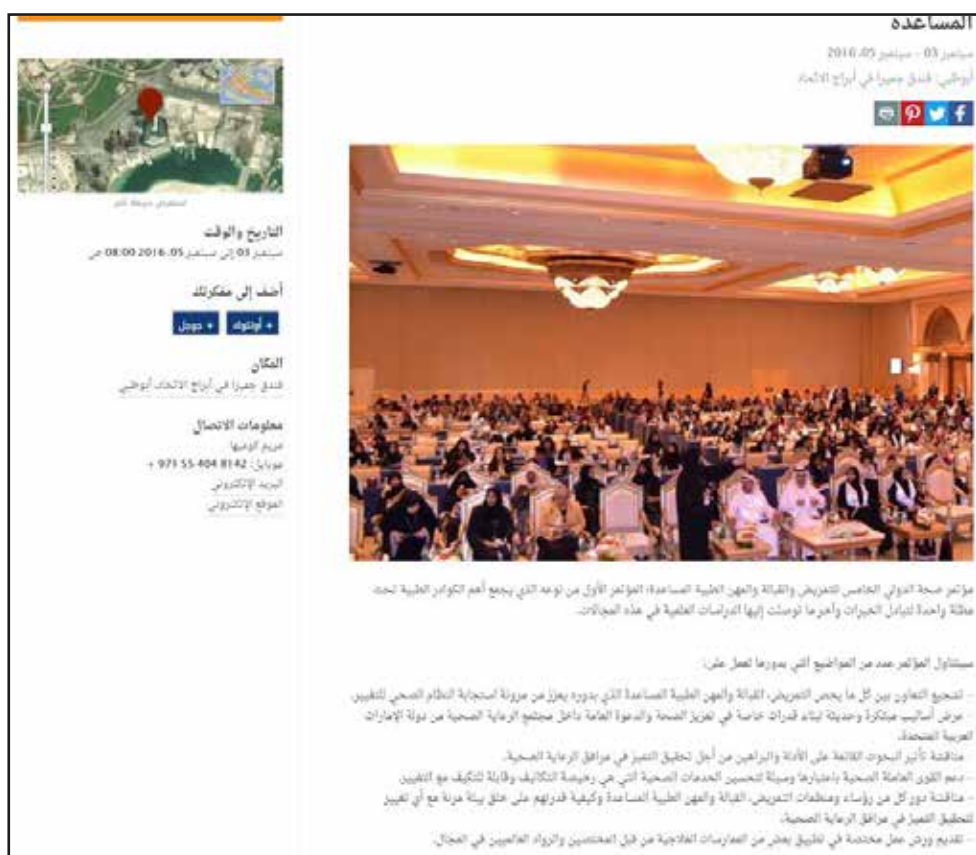 المساعدة
سبتمبر 03 - سبتمبر 05، 2016
أبوظبي: فندق جميرا في أبراج الاتحاد
التاريخ والوقت
سبتمبر 03 إلى سبتمبر 05، 2016 08:00 ص
أضف إلى مفكرتك
+ أوتلوك + جوجل
المكان
فندق جميرا في أبراج الاتحاد، أبوظبي
معلومات الاتصال
مريم
موبايل: 8142 404 55 971 +
البريد الإلكتروني
الموقع الإلكتروني
مؤتمر صحة الدولي الخامس للتمريض والقبالة والمهن الطبية المساعدة؛ المؤتمر الأول من نوعه الذي يجمع أهم الكوادر الطبية تحت
مظلة واحدة لتبادل الخبرات وآخر ما توصلت إليها الدراسات العلمية في هذه المجالات.
سيتناول المؤتمر عدد من المواضيع التي بدورها تعمل على:
- تشجيع التعاون بين كل ما يخص التمريض، القبالة والمهن الطبية المساعدة الذي بدوره يعزز من مرونة استجابة النظام الصحي للتغيير.
- عرض أساليب مبتكرة وحديثة لبناء قدرات خاصة في تعزيز الصحة والدعوة العامة داخل مجتمع الرعاية الصحية من دولة الإمارات
العربية المتحدة.
- مناقشة تأثير البحوث القائمة على الأدلة والبراهين من أجل تحقيق التميز في مرافق الرعاية الصحية.
- دعم القوى العاملة الصحية باعتبارها وسيلة لتحسين الخدمات الصحية التي هي رخيصة التكاليف وقابلة للتكيف مع التغيير.
- مناقشة دور كل من رؤساء ومنظمات التمريض، القبالة والمهن الطبية المساعدة وكيفية قدرتهم على خلق بيئة مرنة مع أي تغيير
لتحقيق التميز في مرافق الرعاية الصحية.
- تقديم ورش عمل مختصة في تطبيق بعض من الممارسات العلاجية من قبل المختصين والرواد العالميين في المجال.